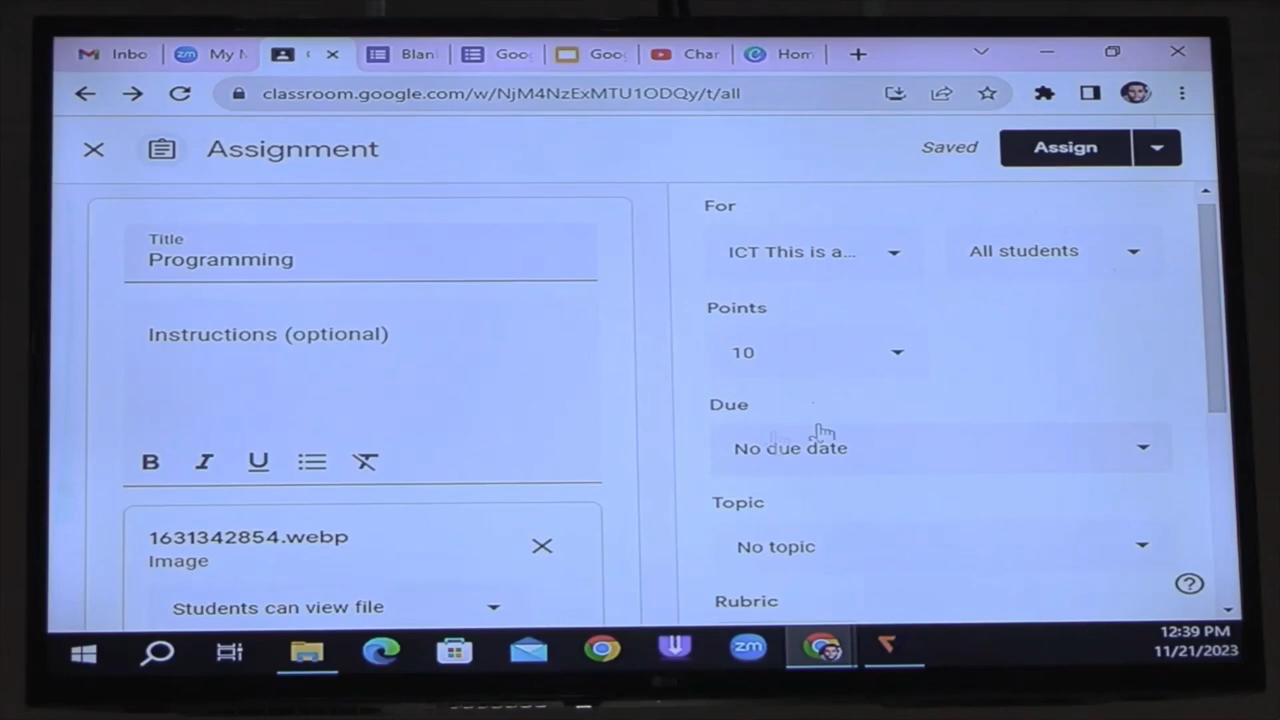 Inbo
My M
Blan
Goo
Goo
Char
Hom
classroom.google.com/w/NjM4NzExMTU1ODQy/t/all
Assignment
Saved
Assign
Title
Programming
Instructions (optional)
B I U
1631342854.webp
Image
Students can view file
For
ICT This is a...
All students
Points
10
Due
No due date
Topic
No topic
Rubric
zm
zm
12:39 PM
11/21/2023